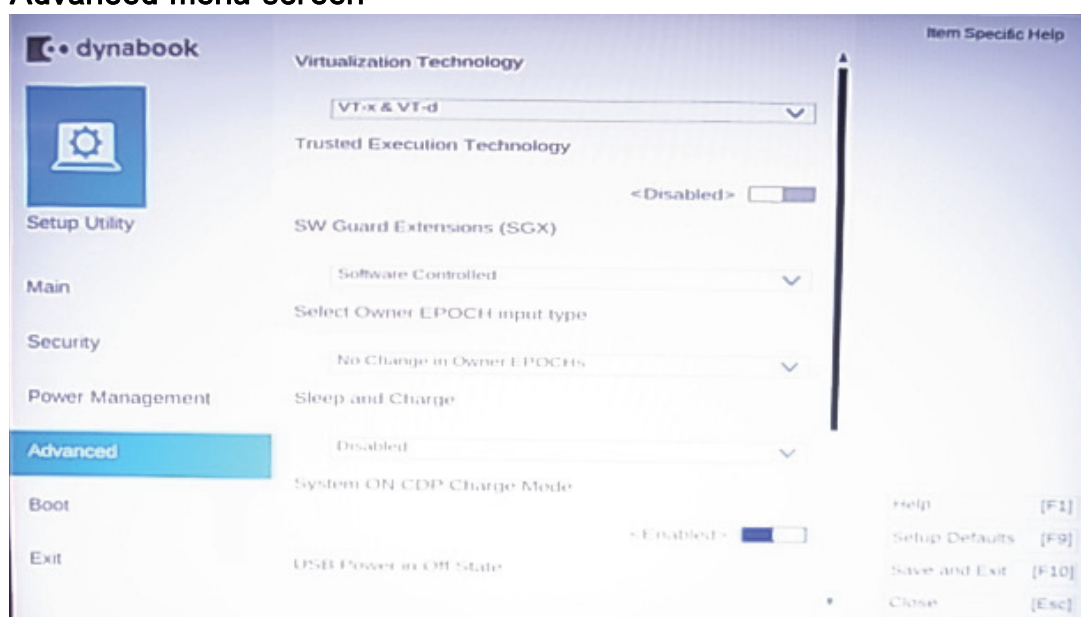 Advanced menu screen
dynabook
Setup Utility
Main
Security
Power Management
Advanced
Boot
Exit
Virtualization Technology
VT-x & VT-d
Trusted Execution Technology
<Disabled>
SW Guard Extensions (SGX)
Software Controlled
Select Owner EPOCH input type
No Change in Owner EPOCHs
Sleep and Charge
Disabled
System ON CDP Charge Mode
<Enabled>
USB Power in Off State
Item Specific Help
Help [F1]
Setup Defaults [F9]
Save and Exit [F10]
Close [Esc]